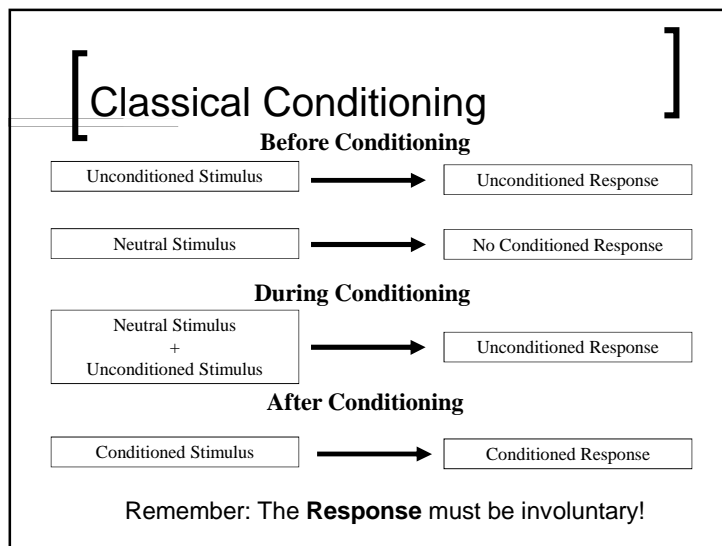 Classical Conditioning
Before Conditioning
Unconditioned Stimulus
Unconditioned Response
Neutral Stimulus
No Conditioned Response
During Conditioning
Neutral Stimulus
+
Unconditioned Stimulus
Unconditioned Response
After Conditioning
Conditioned Stimulus
Conditioned Response
Remember: The Response must be involuntary!